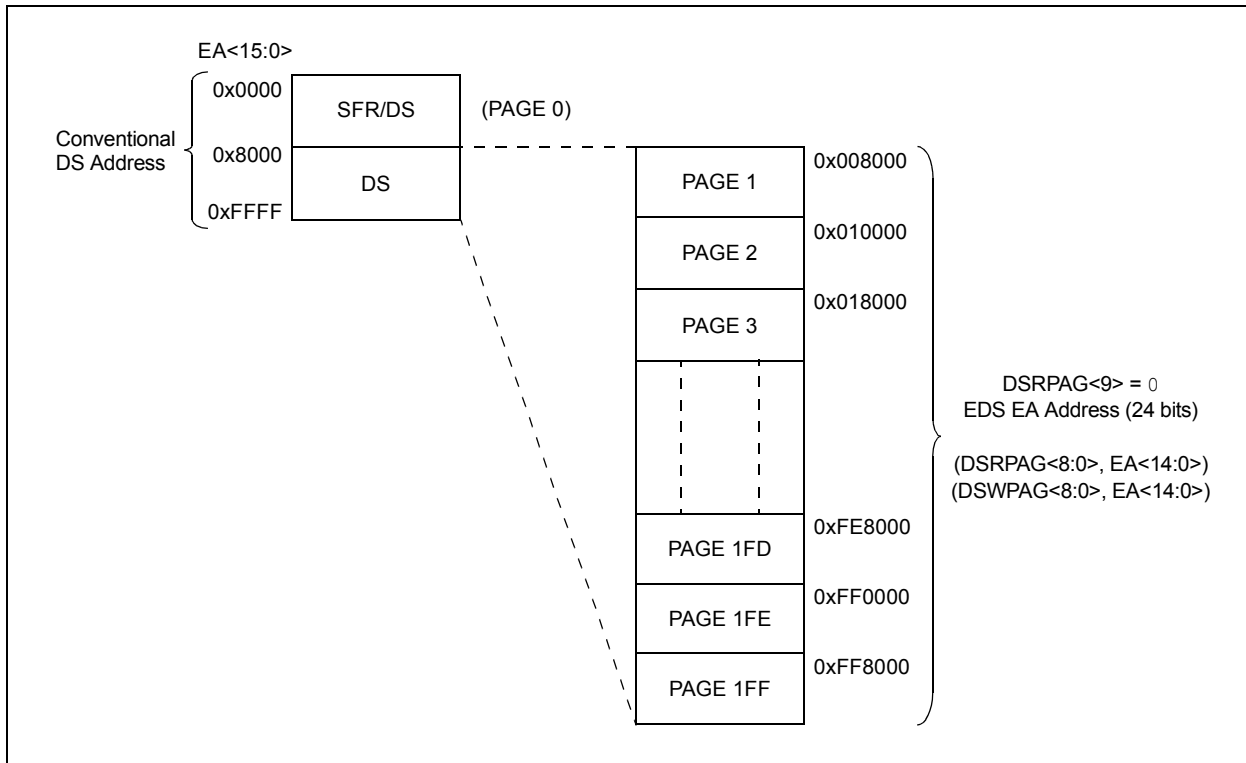 EA<15:0>
0x0000
SFR/DS
(PAGE 0)
Conventional
DS Address
0x8000
DS
0xFFFF
PAGE 1
0x008000
PAGE 2
0x010000
PAGE 3
0x018000
DSRPAG<9> = 0
EDS EA Address (24 bits)
(DSRPAG<8:0>, EA<14:0>)
(DSWPAG<8:0>, EA<14:0>)
PAGE 1FD
0xFE8000
PAGE 1FE
0xFF0000
PAGE 1FF
0xFF8000